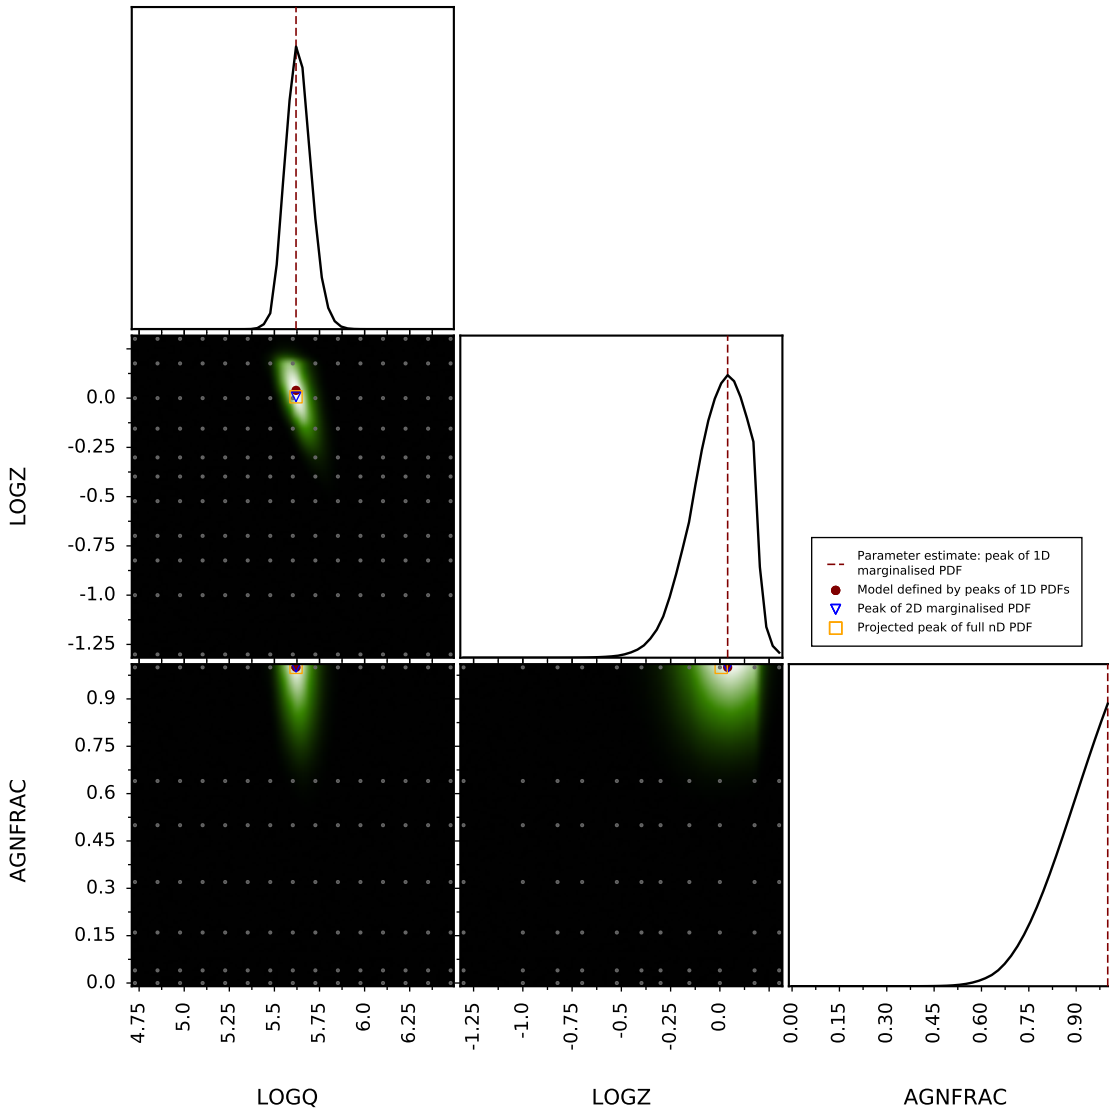 0.0
-0.25
-0.5
-0.75
-1.0
-1.25
LOGZ
Parameter estimate: peak of 1D
marginalised PDF
Model defined by peaks of 1D PDFs
Peak of 2D marginalised PDF
Projected peak of full nD PDF
0.9
0.75
0.6
0.45
0.3
0.15
0.0
AGNFRAC
4.75 5.0 5.25 5.5 5.75 6.0 6.25
-1.25 -1.0 -0.75 -0.5 -0.25 0.0
0.00 0.15 0.30 0.45 0.60 0.75 0.90
LOGQ LOGZ AGNFRAC